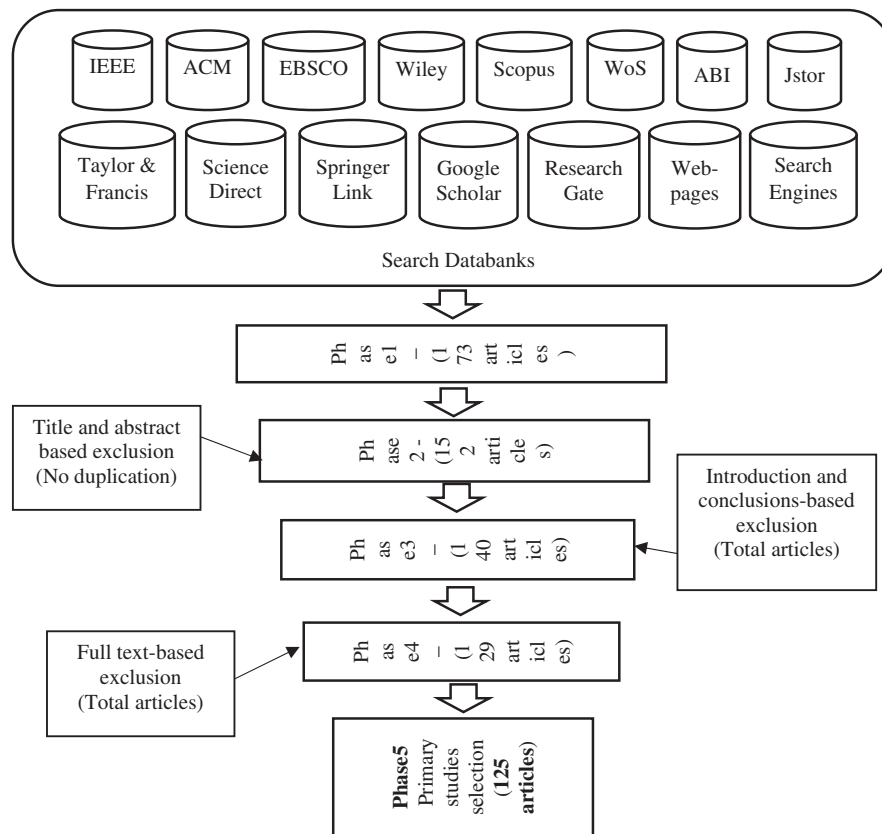 IEEE
ACM
EBSCO
Wiley
Scopus
WoS
ABI
Jstor
Taylor &
Francis
Science
Direct
Springer
Link
Google
Scholar
Research
Gate
Web-
pages
Search
Engines
Search Databanks
Ph
as
e1
–
(1
73
art
icl
es
)
Title and abstract
based exclusion
(No duplication)
Ph
ase
2 -
(15
2
arti
cle
s)
Introduction and
conclusions-based
exclusion
(Total articles)
Ph
as
e3
–
(1
40
art
icl
es)
Full text-based
exclusion
(Total articles)
Ph
as
e4
–
(1
29
art
icl
es)
Phase5
Primary
studies
selection
(125
articles)